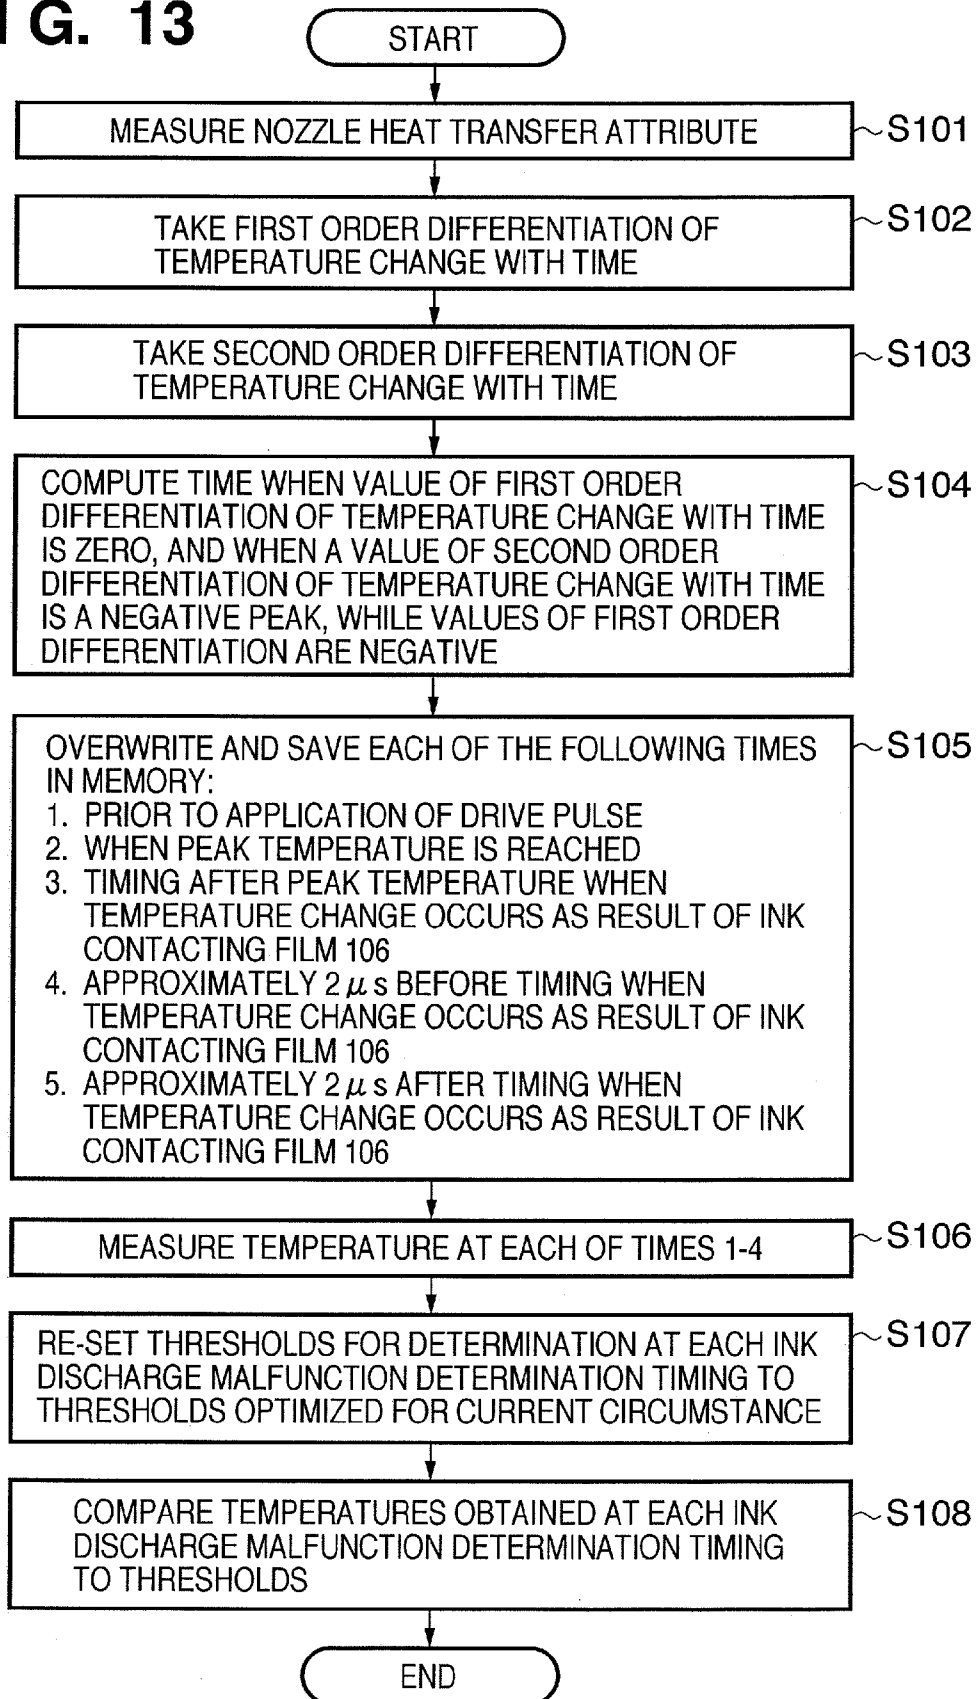 I G. 13
START
MEASURE NOZZLE HEAT TRANSFER ATTRIBUTE
S101
TAKE FIRST ORDER DIFFERENTIATION OF
TEMPERATURE CHANGE WITH TIME
S102
TAKE SECOND ORDER DIFFERENTIATION OF
TEMPERATURE CHANGE WITH TIME
S103
COMPUTE TIME WHEN VALUE OF FIRST ORDER
DIFFERENTIATION OF TEMPERATURE CHANGE WITH TIME
IS ZERO, AND WHEN A VALUE OF SECOND ORDER
DIFFERENTIATION OF TEMPERATURE CHANGE WITH TIME
IS A NEGATIVE PEAK, WHILE VALUES OF FIRST ORDER
DIFFERENTIATION ARE NEGATIVE
S104
OVERWRITE AND SAVE EACH OF THE FOLLOWING TIMES
IN MEMORY:
1. PRIOR TO APPLICATION OF DRIVE PULSE
2. WHEN PEAK TEMPERATURE IS REACHED
3. TIMING AFTER PEAK TEMPERATURE WHEN
TEMPERATURE CHANGE OCCURS AS RESULT OF INK
CONTACTING FILM 106
4. APPROXIMATELY 2 μ s BEFORE TIMING WHEN
TEMPERATURE CHANGE OCCURS AS RESULT OF INK
CONTACTING FILM 106
5. APPROXIMATELY 2 μ s AFTER TIMING WHEN
TEMPERATURE CHANGE OCCURS AS RESULT OF INK
CONTACTING FILM 106
S105
MEASURE TEMPERATURE AT EACH OF TIMES 1-4
S106
RE-SET THRESHOLDS FOR DETERMINATION AT EACH INK
DISCHARGE MALFUNCTION DETERMINATION TIMING TO
THRESHOLDS OPTIMIZED FOR CURRENT CIRCUMSTANCE
S107
COMPARE TEMPERATURES OBTAINED AT EACH INK
DISCHARGE MALFUNCTION DETERMINATION TIMING
TO THRESHOLDS
S108
END